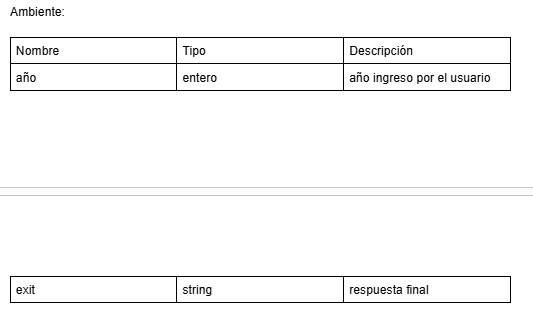 Ambiente:
Nombre Tipo Descripción
año entero año ingreso por el usuario
exit string respuesta final